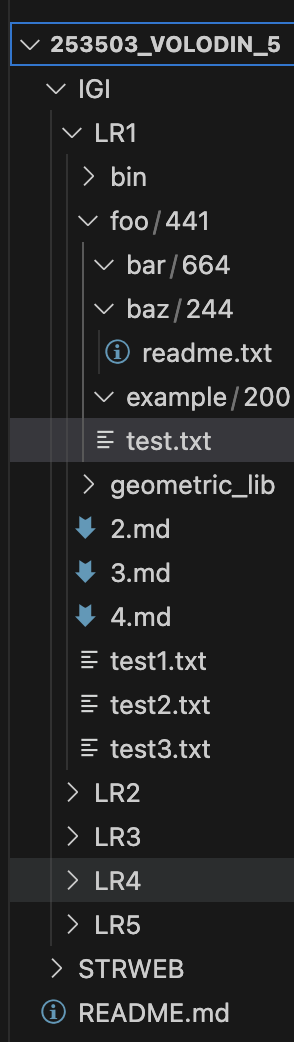 253503_VOLODIN_5
IGI
LR1
bin
foo/441
bar/664
baz/244
readme.txt
example/200
test.txt
geometric_lib
2.md
3.md
4.md
test1.txt
test2.txt
test3.txt
LR2
LR3
LR4
LR5
STRWEB
README.md